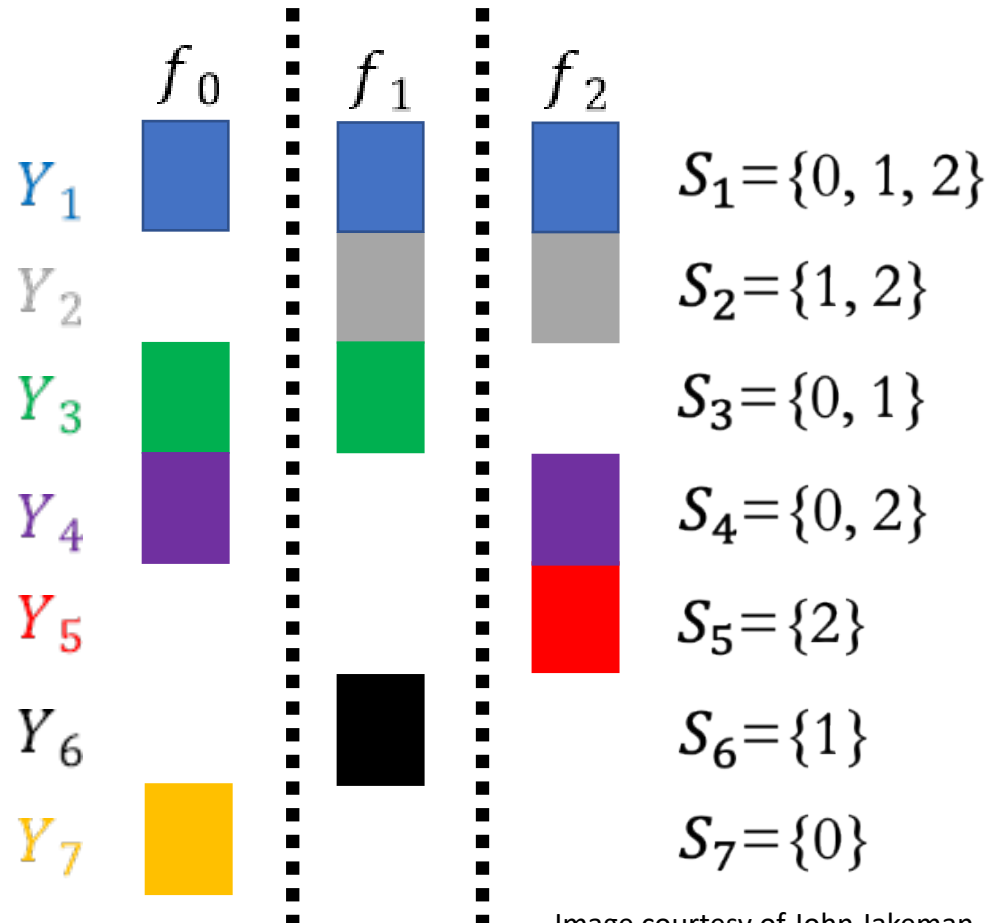 f₀ f₁ f₂
Y₁ S₁={0, 1, 2}
Y₂ S₂={1, 2}
Y₃ S₃={0, 1}
Y₄ S₄={0, 2}
Y₅ S₅={2}
Y₆ S₆={1}
Y₇ S₇={0}
Image courtesy of John Jakeman